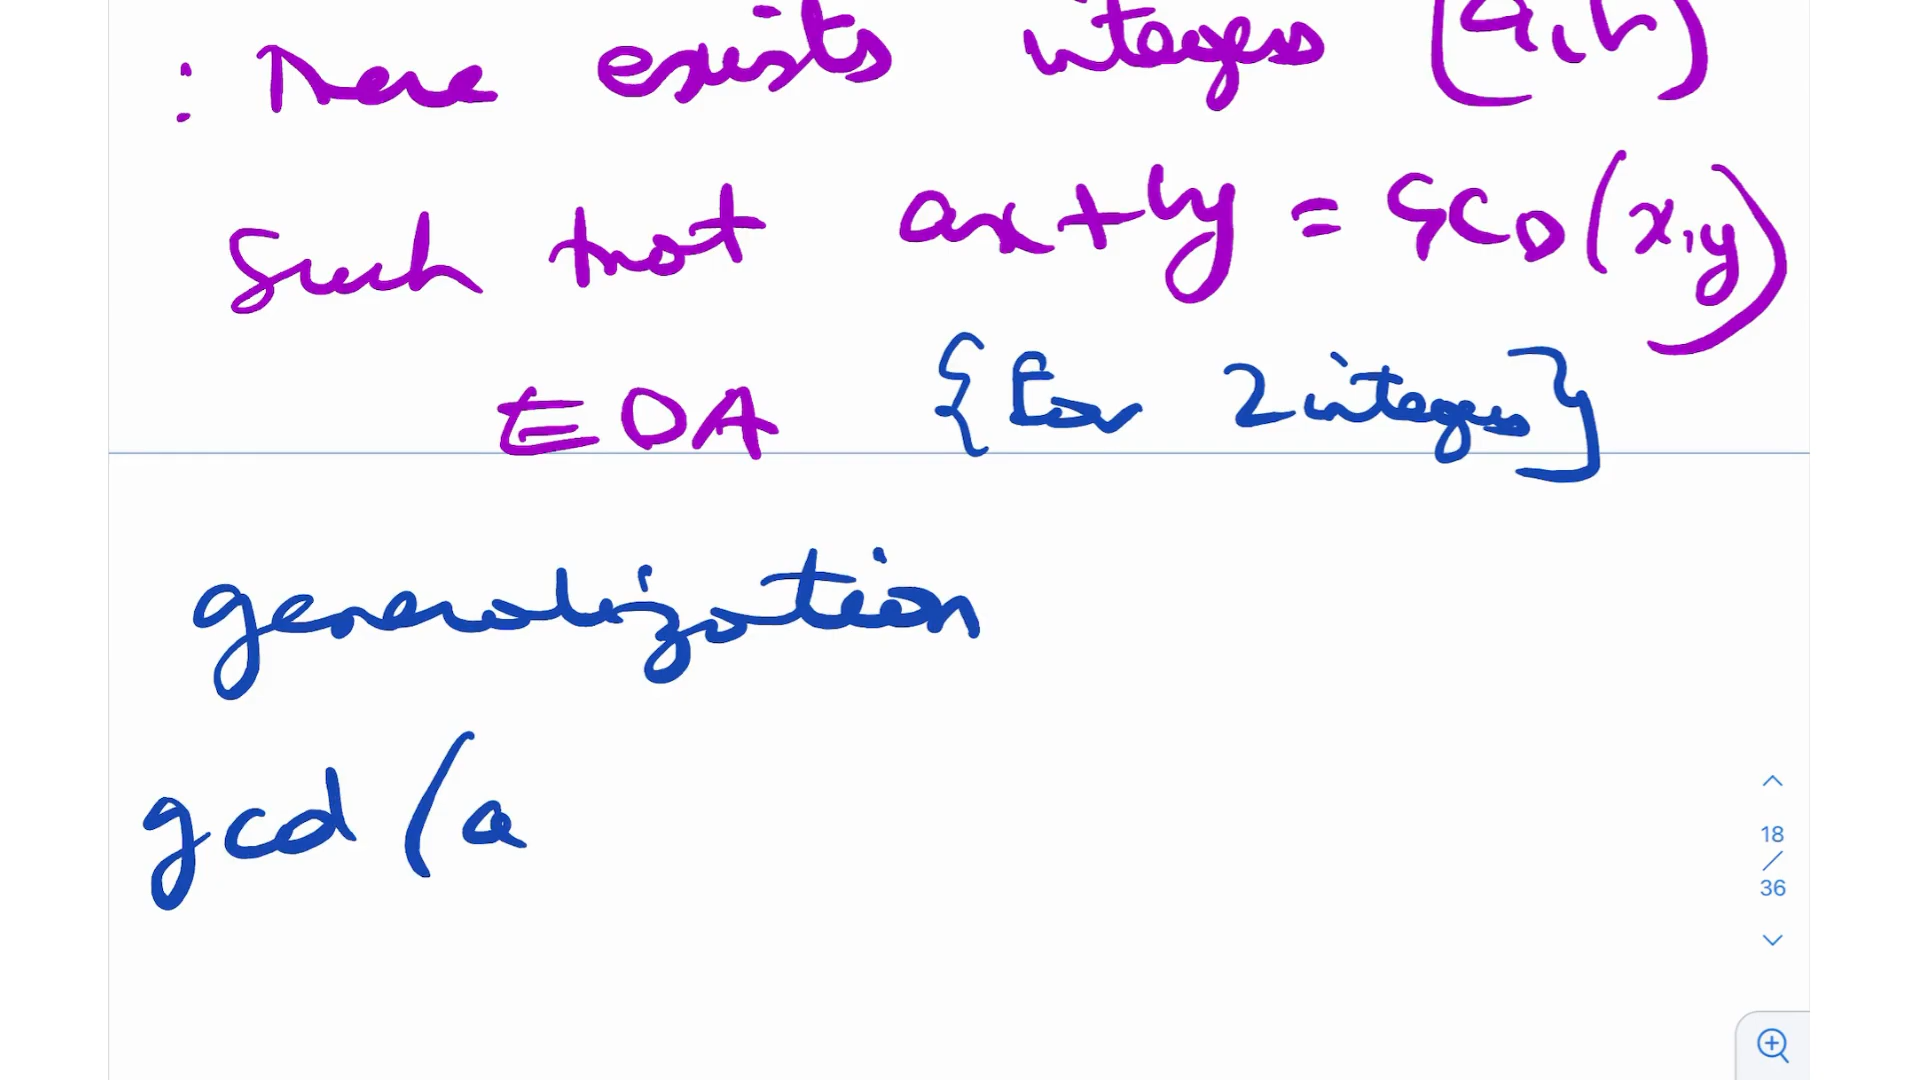 : There exists integers (a,b)
Such that ax+by = GCD(x,y)
EDA {For 2 integers}
generalization
gcd (a
18
/
36